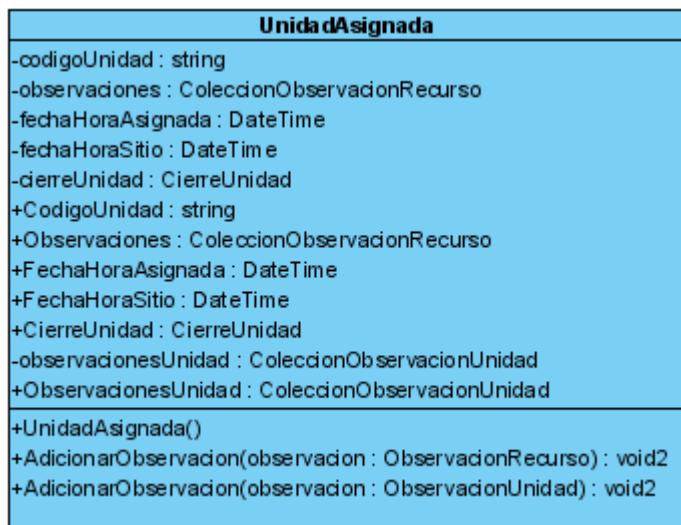 UnidadAsignada
-codigoUnidad : string
-observaciones : ColeccionObservacionRecurso
-fechaHoraAsignada : DateTime
-fechaHoraSitio : DateTime
-cierreUnidad : CierreUnidad
+CodigoUnidad : string
+Observaciones : ColeccionObservacionRecurso
+FechaHoraAsignada : DateTime
+FechaHoraSitio : DateTime
+CierreUnidad : CierreUnidad
-observacionesUnidad : ColeccionObservacionUnidad
+ObservacionesUnidad : ColeccionObservacionUnidad
+UnidadAsignada()
+AdicionarObservacion(observacion : ObservacionRecurso) : void2
+AdicionarObservacion(observacion : ObservacionUnidad) : void2